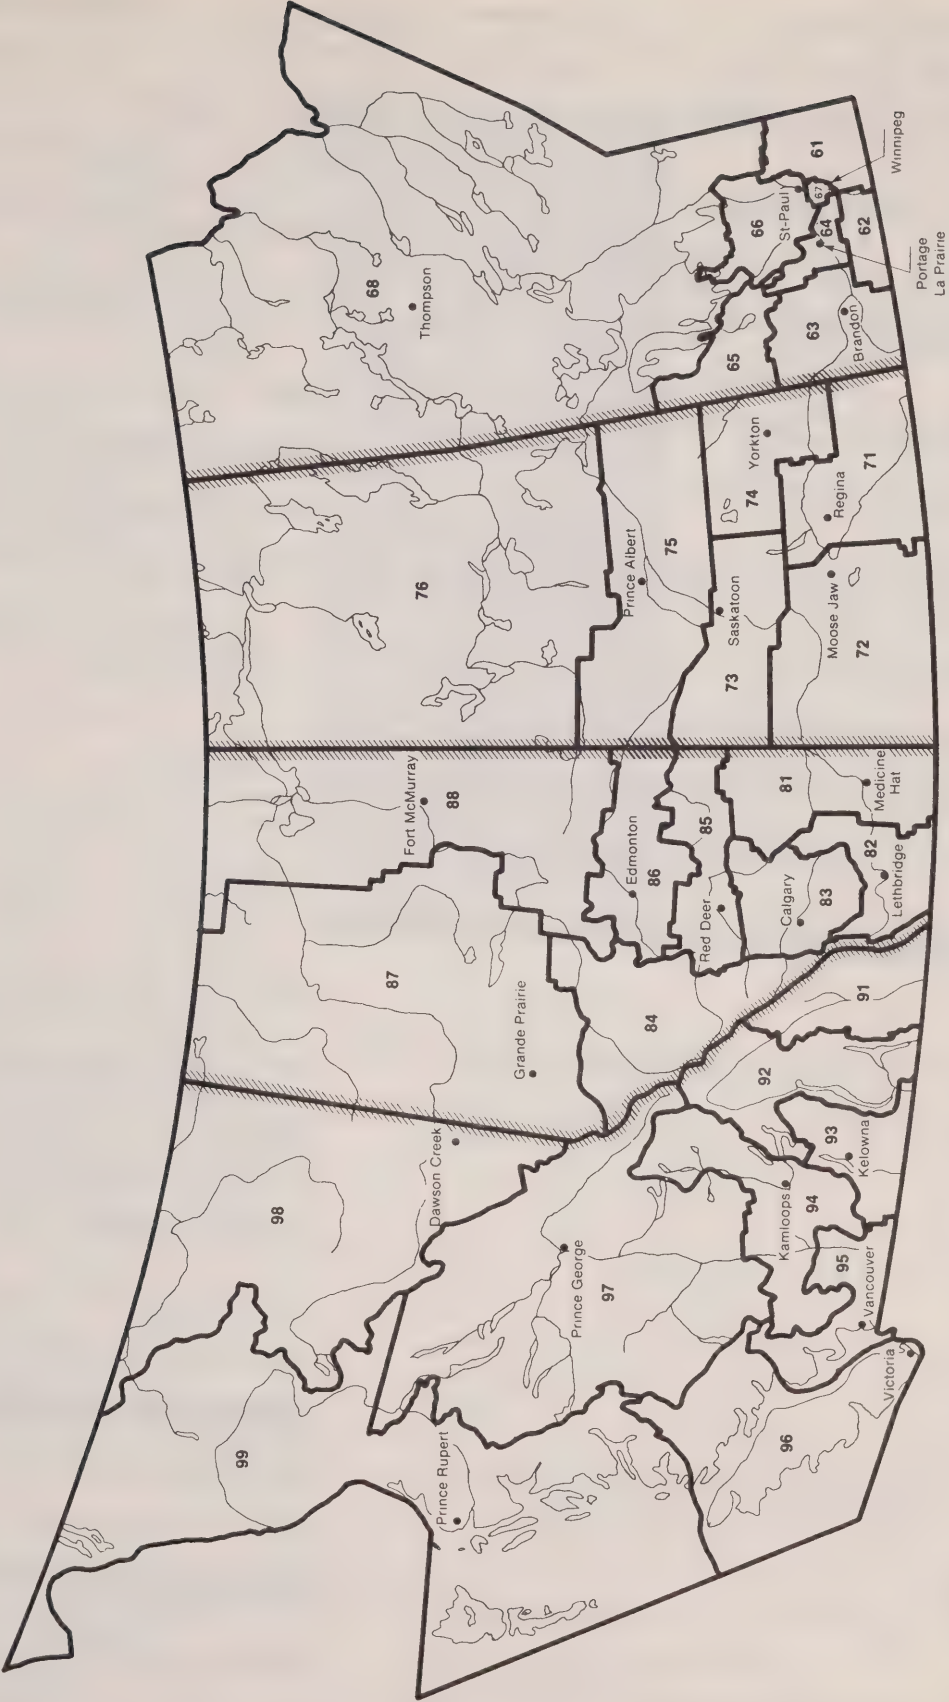 99
98
Prince Rupert
Dawson Creek
Prince George
97
96
Victoria
Vancouver
95
94
Kamloops
93
Kelowna
92
91
87
Grande Prairie
84
88
Fort McMurray
Edmonton
86
85
Red Deer
Calgary
83
82
Lethbridge
81
Medicine
Hat
76
Prince Albert
75
73
Saskatoon
74
Yorkton
Moose Jaw
72
Regina
71
68
Thompson
65
66
St-Paul
63
Brandon
64
67
62
61
Portage
La Prairie
Winnipeg